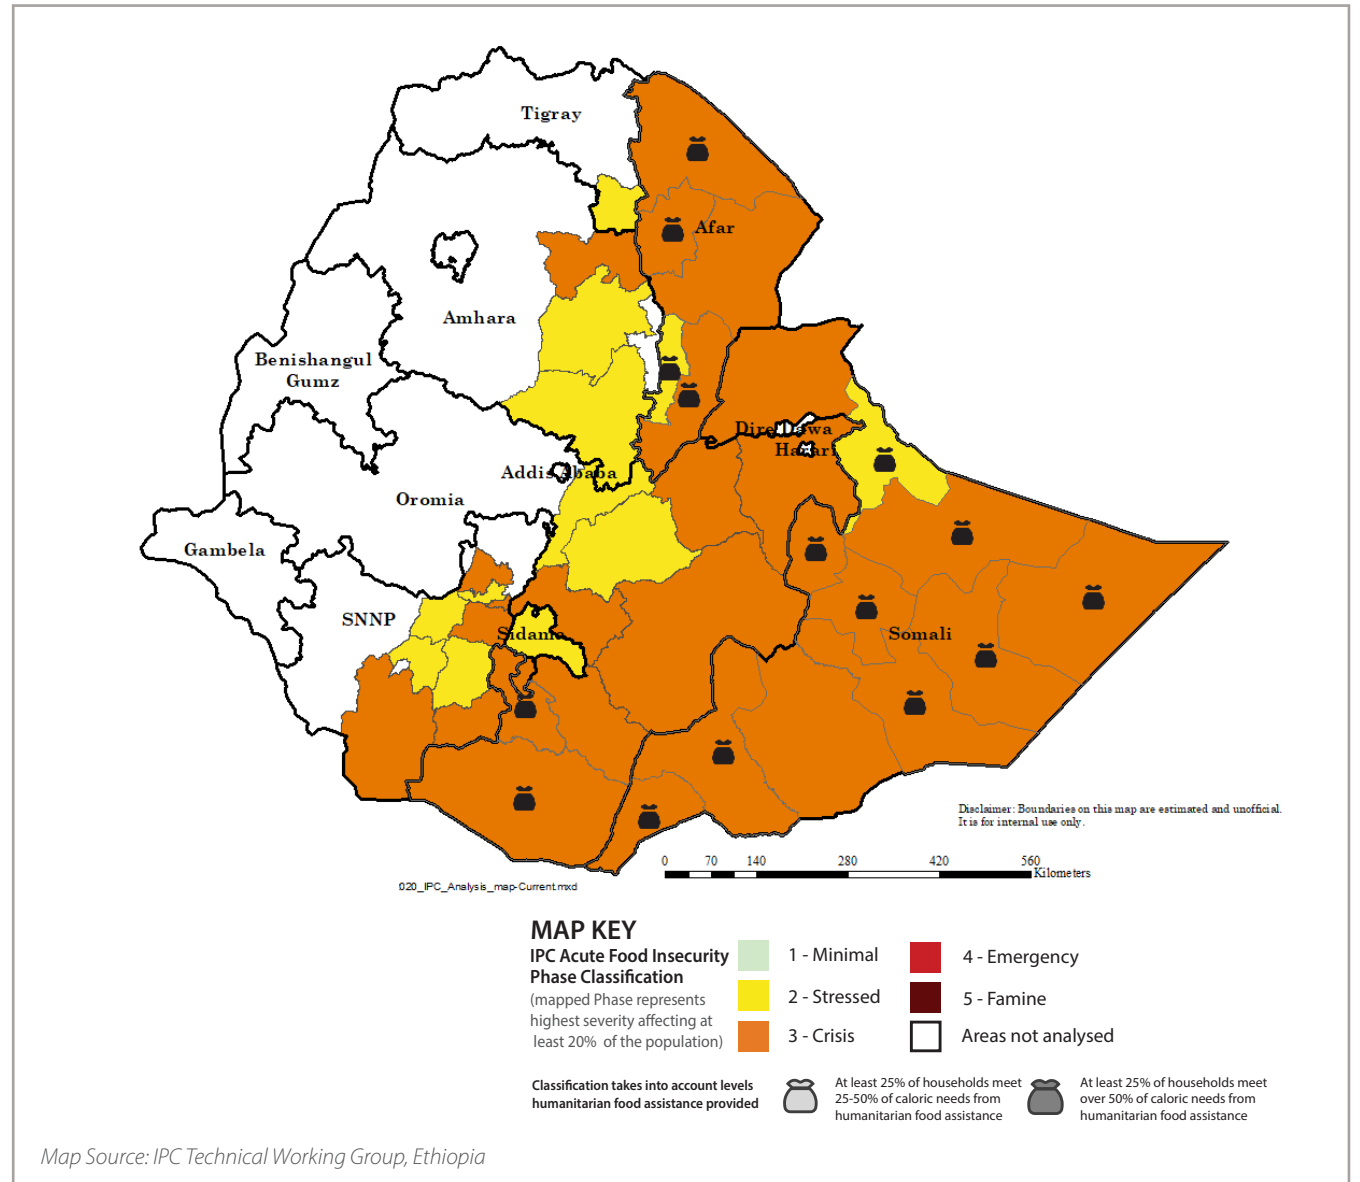 Tigray
Afar
Amhara
Benishangul
Gumz
Dire Dawa
Harari
Addis Ababa
Oromia
Gambela
SNNP
Sidama
Somali
Disclaimer: Boundaries on this map are estimated and unofficial.
It is for internal use only.
0 70 140 280 420 560
Kilometers
020_IPC_Analysis_map-Current.mxd
MAP KEY
IPC Acute Food Insecurity
Phase Classification
(mapped Phase represents
highest severity affecting at
least 20% of the population)
1 - Minimal
2 - Stressed
3 - Crisis
4 - Emergency
5 - Famine
Areas not analysed
Classification takes into account levels
humanitarian food assistance provided
At least 25% of households meet
25-50% of caloric needs from
humanitarian food assistance
At least 25% of households meet
over 50% of caloric needs from
humanitarian food assistance
Map Source: IPC Technical Working Group, Ethiopia